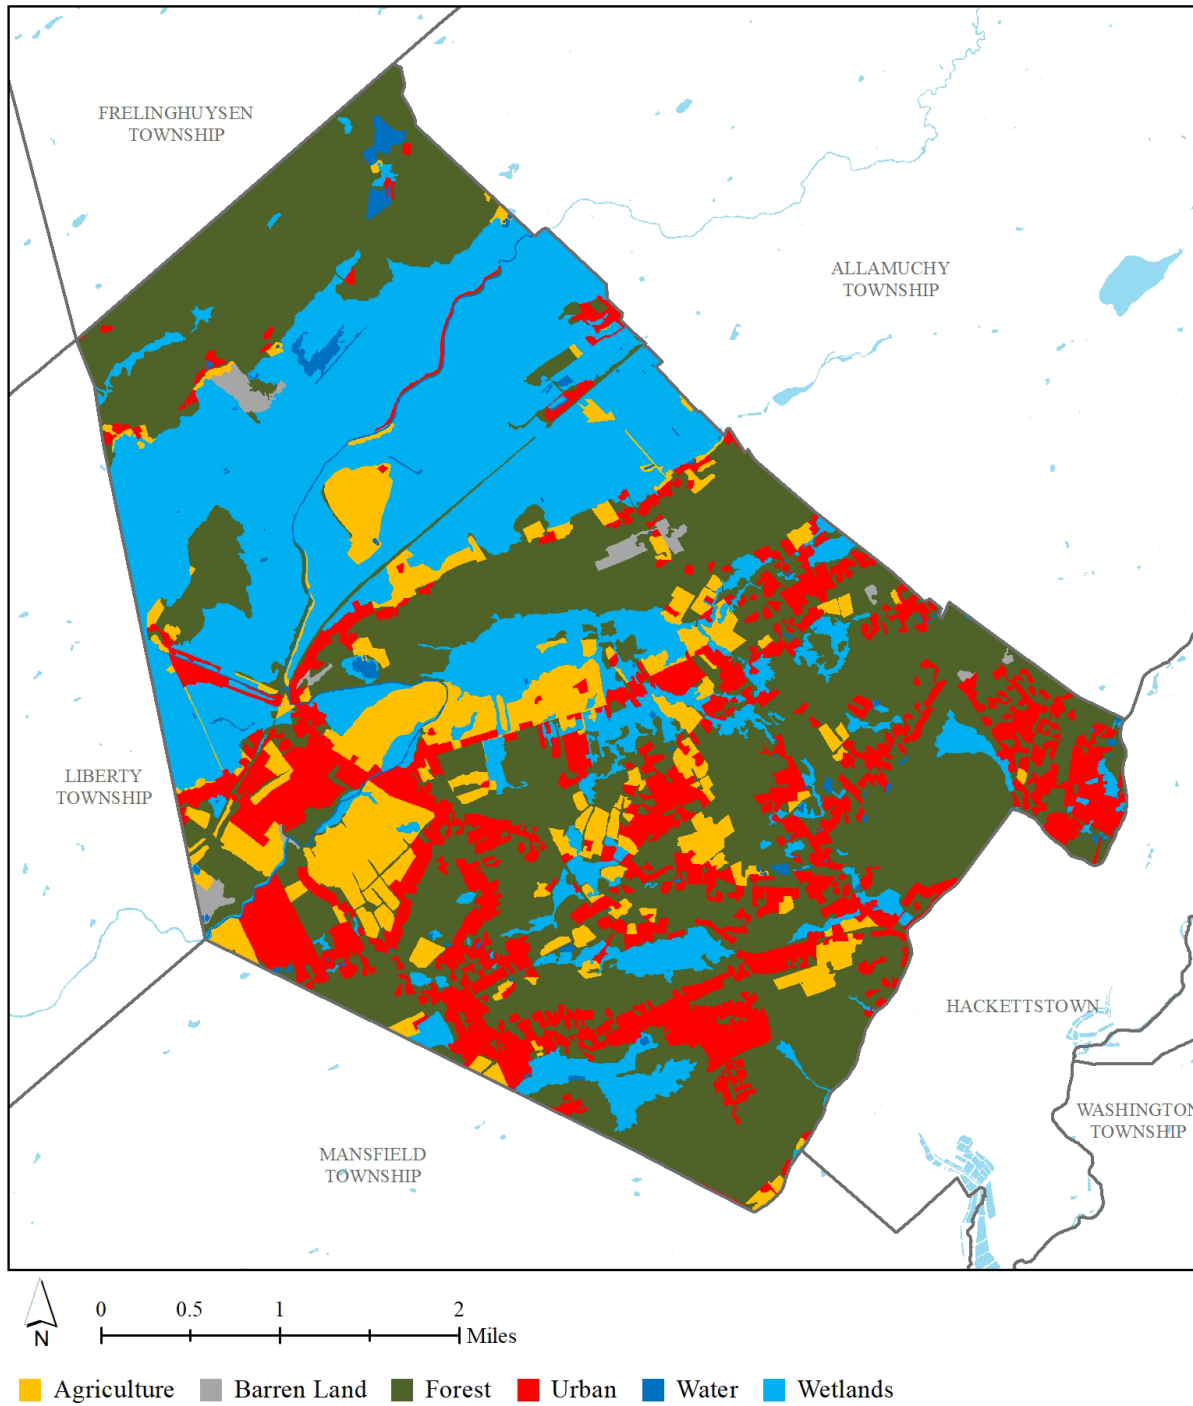 FRELINGHUYSEN
TOWNSHIP
ALLAMUCHY
TOWNSHIP
LIBERTY
TOWNSHIP
HACKETTSTOWN
WASHINGTON
TOWNSHIP
MANSFIELD
TOWNSHIP
N
0 0.5 1 2
Miles
Agriculture Barren Land Forest Urban Water Wetlands